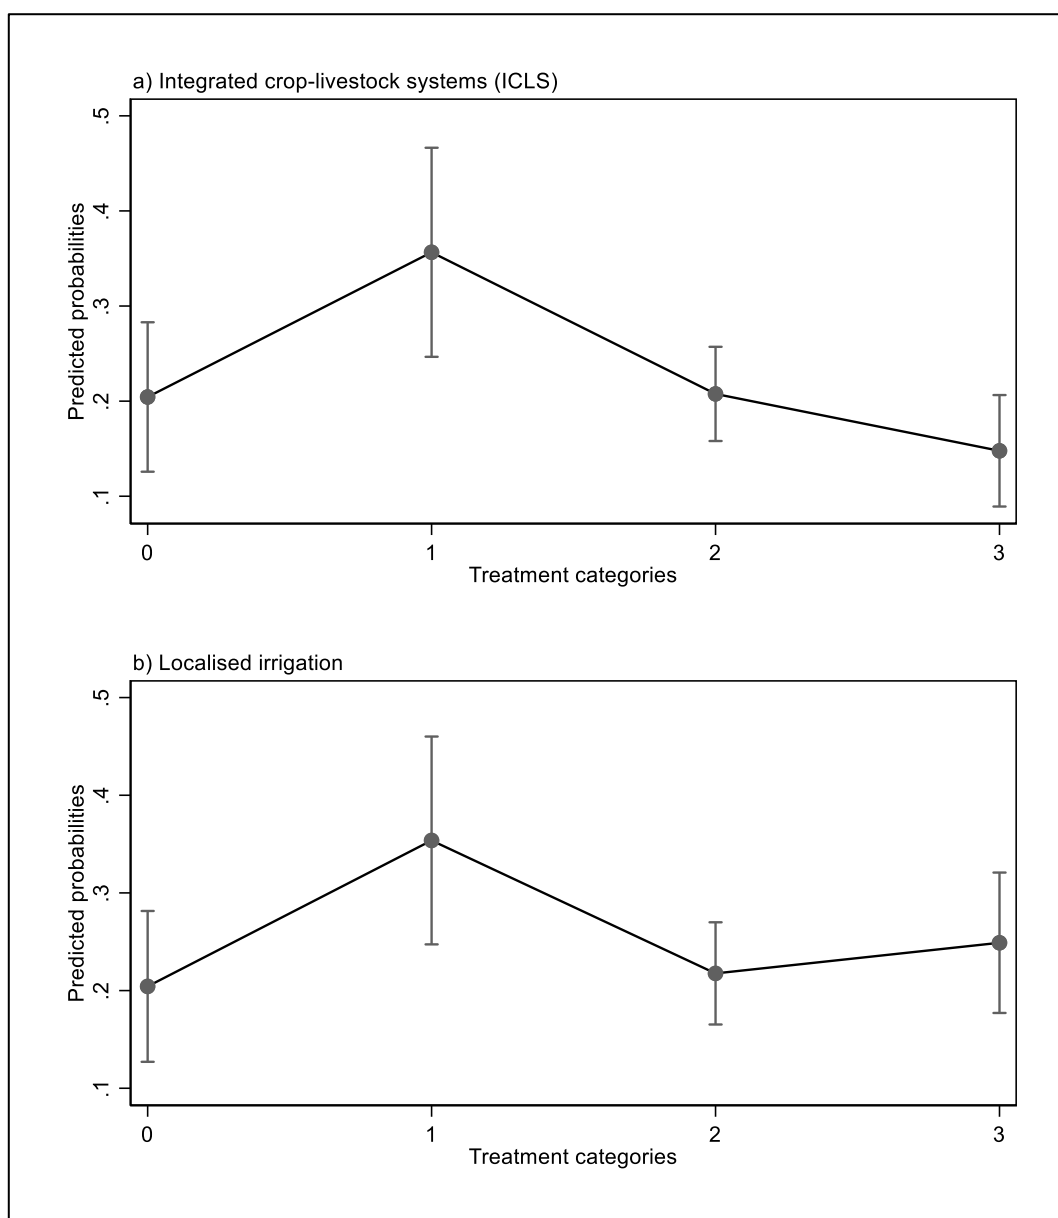 a) Integrated crop-livestock systems (ICLS)
.5
.4
.3
.2
.1
Predicted probabilities
0 1 2 3
Treatment categories
b) Localised irrigation
.5
.4
.3
.2
.1
Predicted probabilities
0 1 2 3
Treatment categories